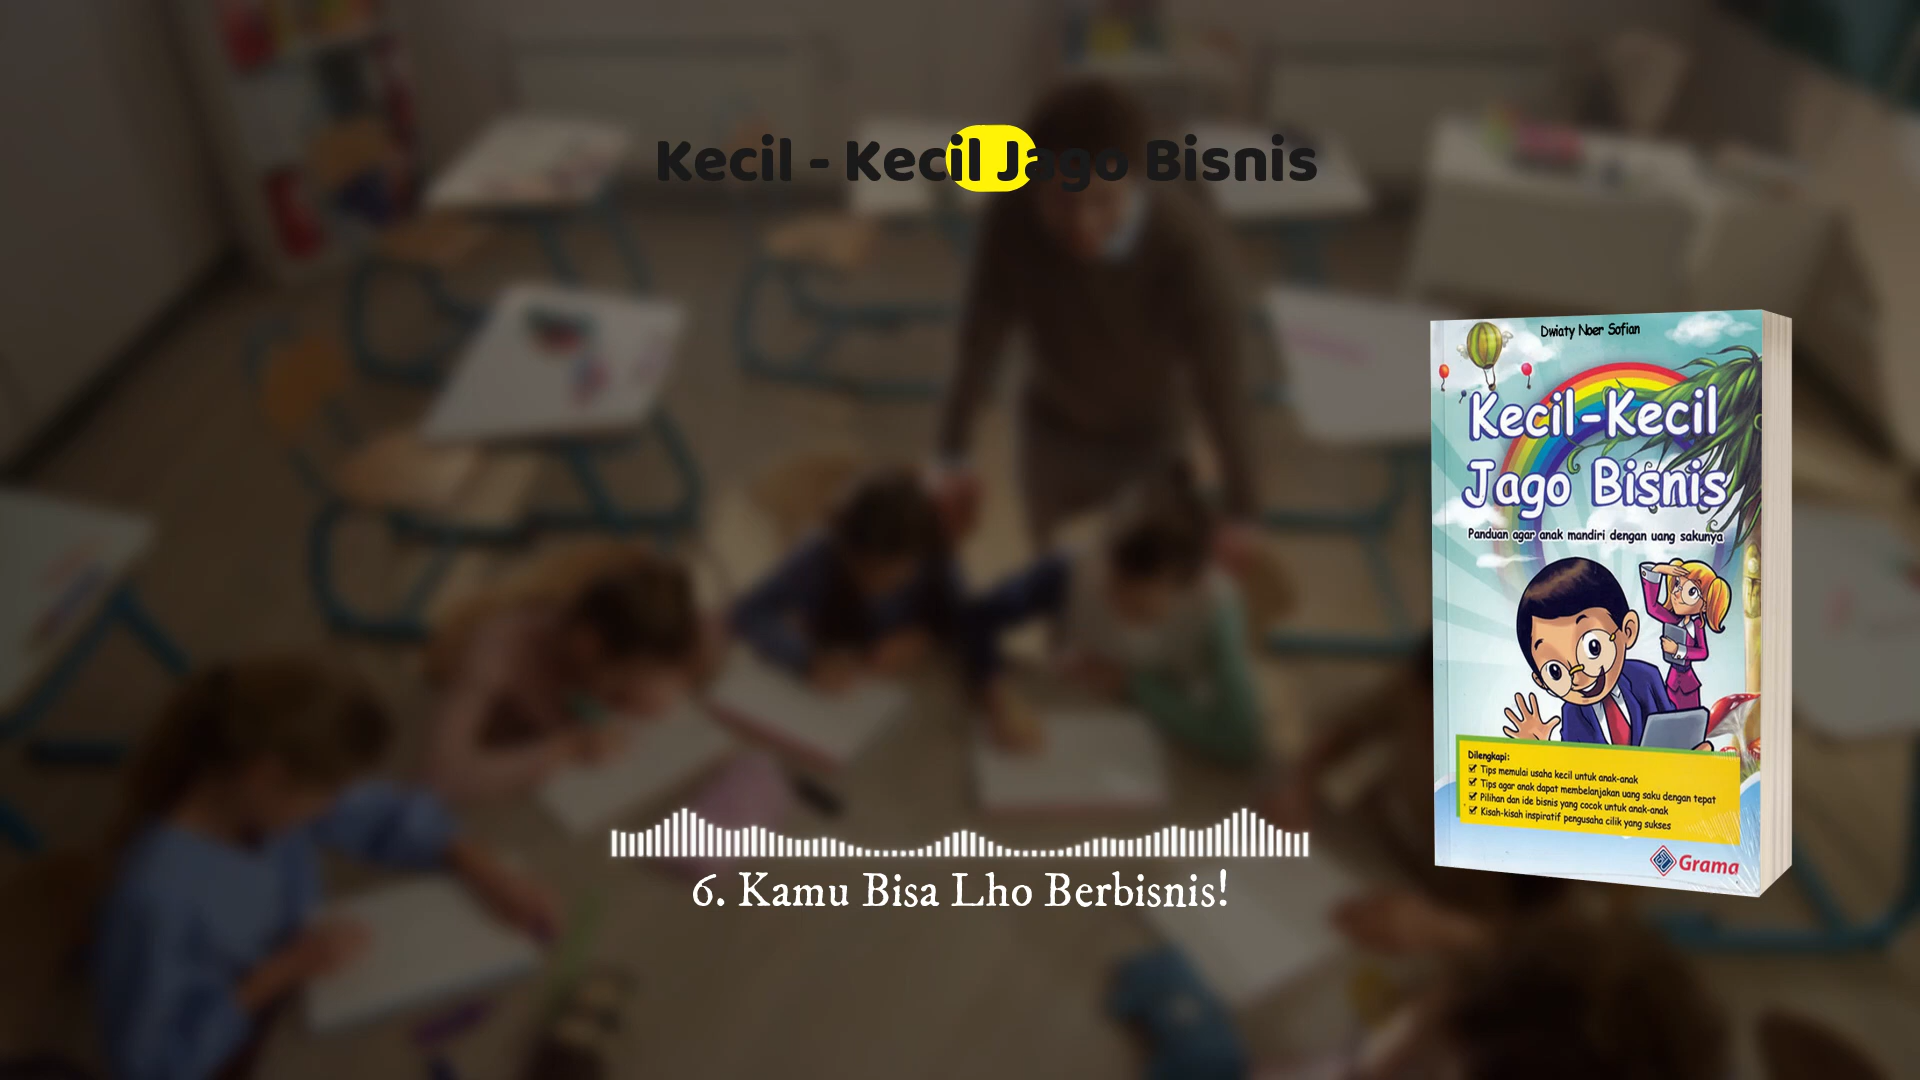 Kecil - Kecil Jago Bisnis
Dwiaty Noer Sofian
Kecil-Kecil
Jago Bisnis
Panduan agar anak mandiri dengan uang sakunya
Dilengkapi:
Tips memulai usaha kecil untuk anak-anak
Tips agar anak dapat membelanjakan uang saku dengan tepat
Pilihan dan ide bisnis yang cocok untuk anak-anak
Kisah-kisah inspiratif pengusaha cilik yang sukses
Grama
6. Kamu Bisa Lho Berbisnis!